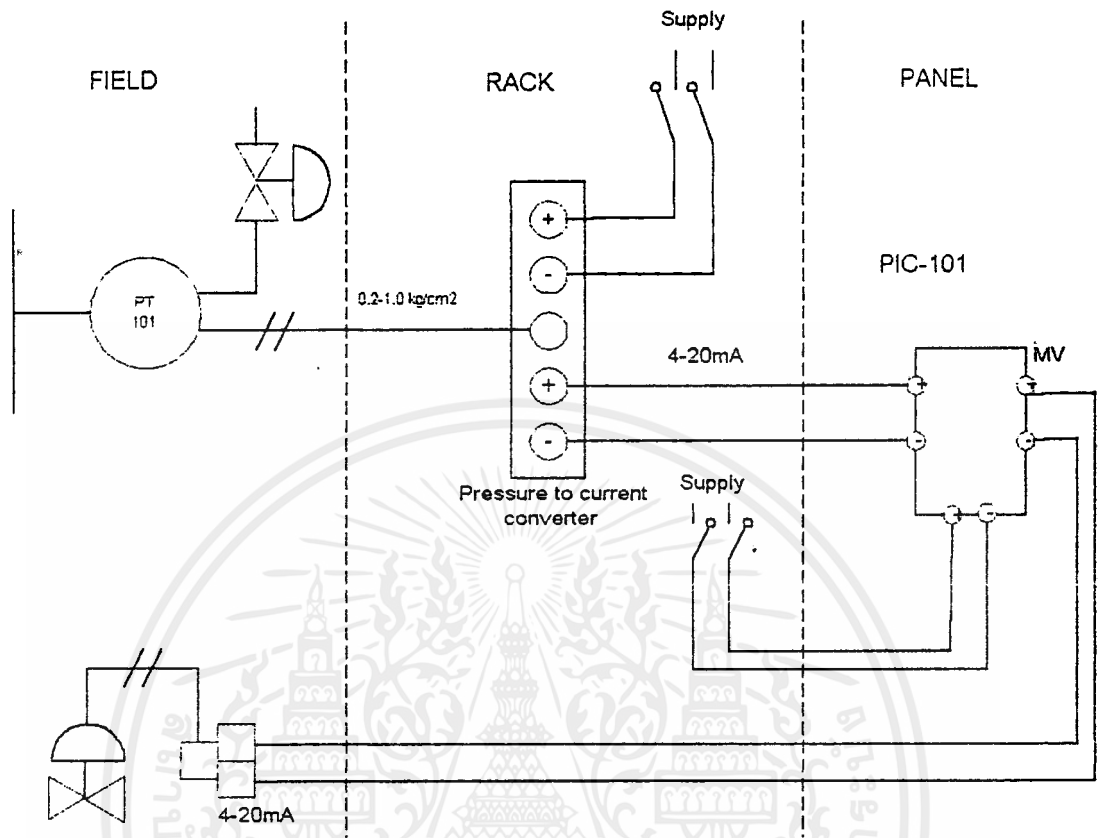 Supply
FIELD
RACK
PANEL
+
-
PIC-101
PT
101
0.2-1.0 kg/cm2
4-20mA
MV
+
-
+
-
+
-
Pressure to current
converter
Supply
4-20mA